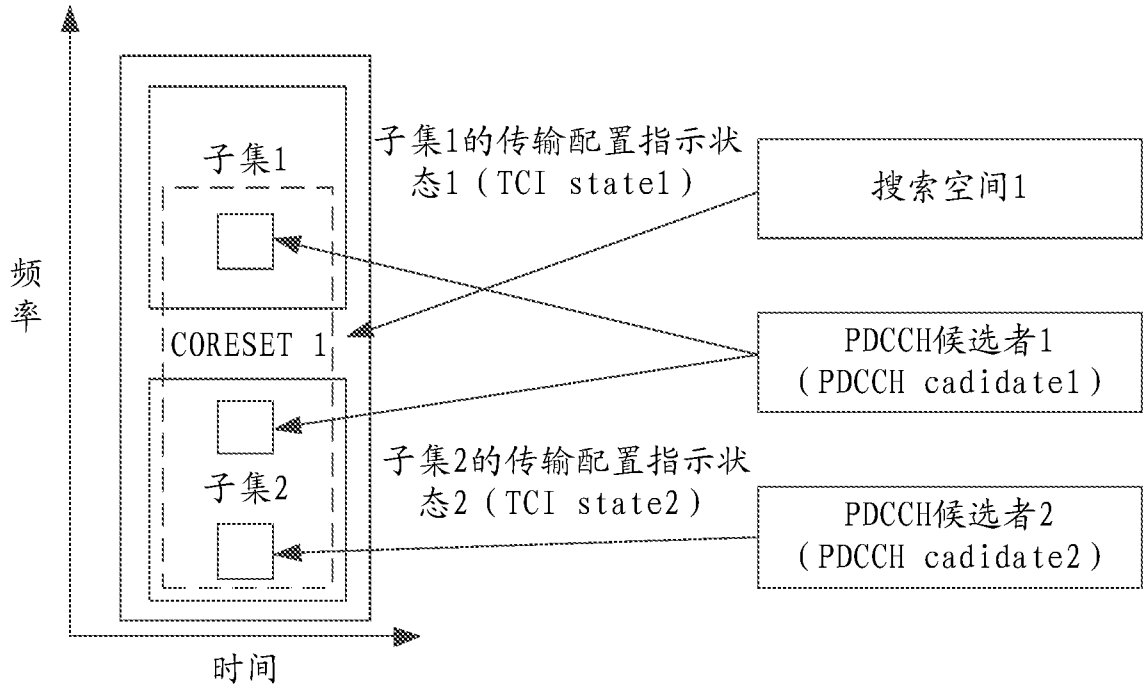 子集1
子集1的传输配置指示状
态1（TCI state1）
搜索空间1
频
率
CORESET 1
PDCCH候选者1
（PDCCH cadidate1）
子集2的传输配置指示状
态2（TCI state2）
子集2
PDCCH候选者2
（PDCCH cadidate2）
时间